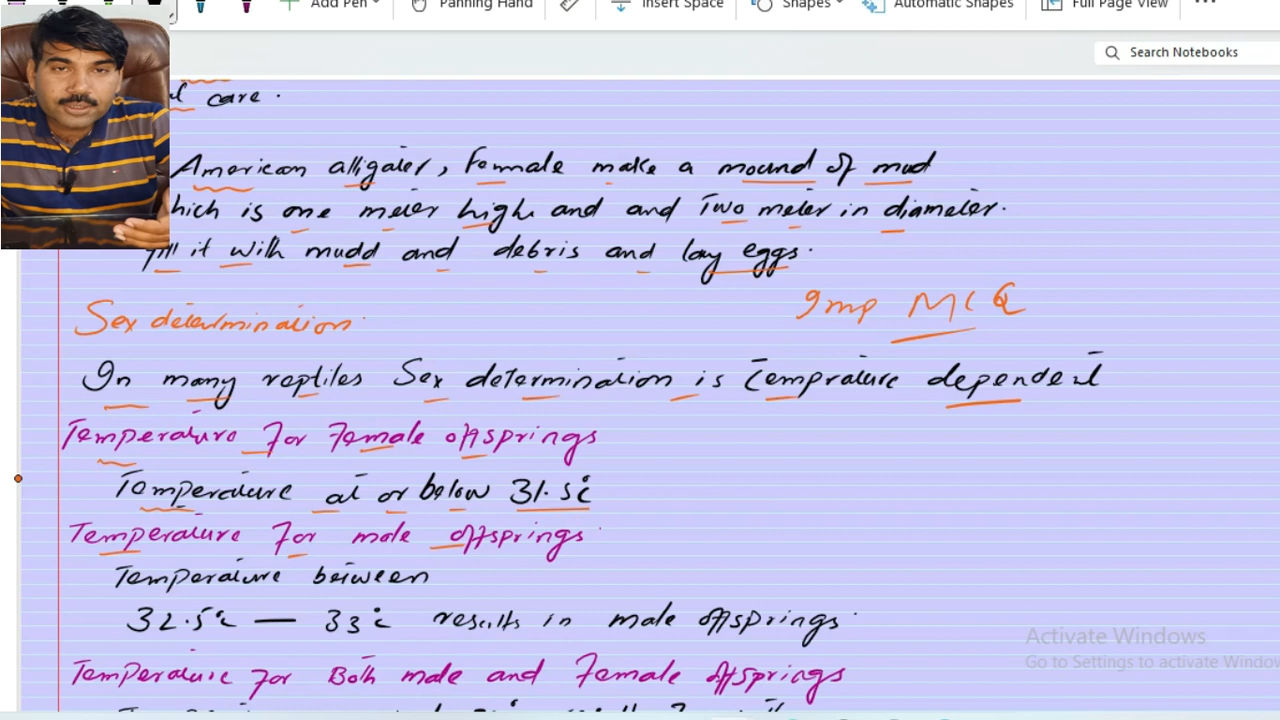 Add Pen Panning Hand Insert Space Shapes Automatic Shapes Full Page View ...
Search Notebooks
care.
American alligater, Female make a mound of mud
hich is one meter high and and Two meter in diameter.
fill it with mudd and debris and lay eggs.
Imp MCQ
Sex determination.
In many reptiles Sex determination is Temprature dependent
Temperature For Female offsprings
Temperature at or below 31.5°c
Temperature For male offsprings.
Temperature between
32.5°c — 33°c results in male offsprings.
Temperature for Both male and Female offsprings
Activate Windows
Go to Settings to activate Window